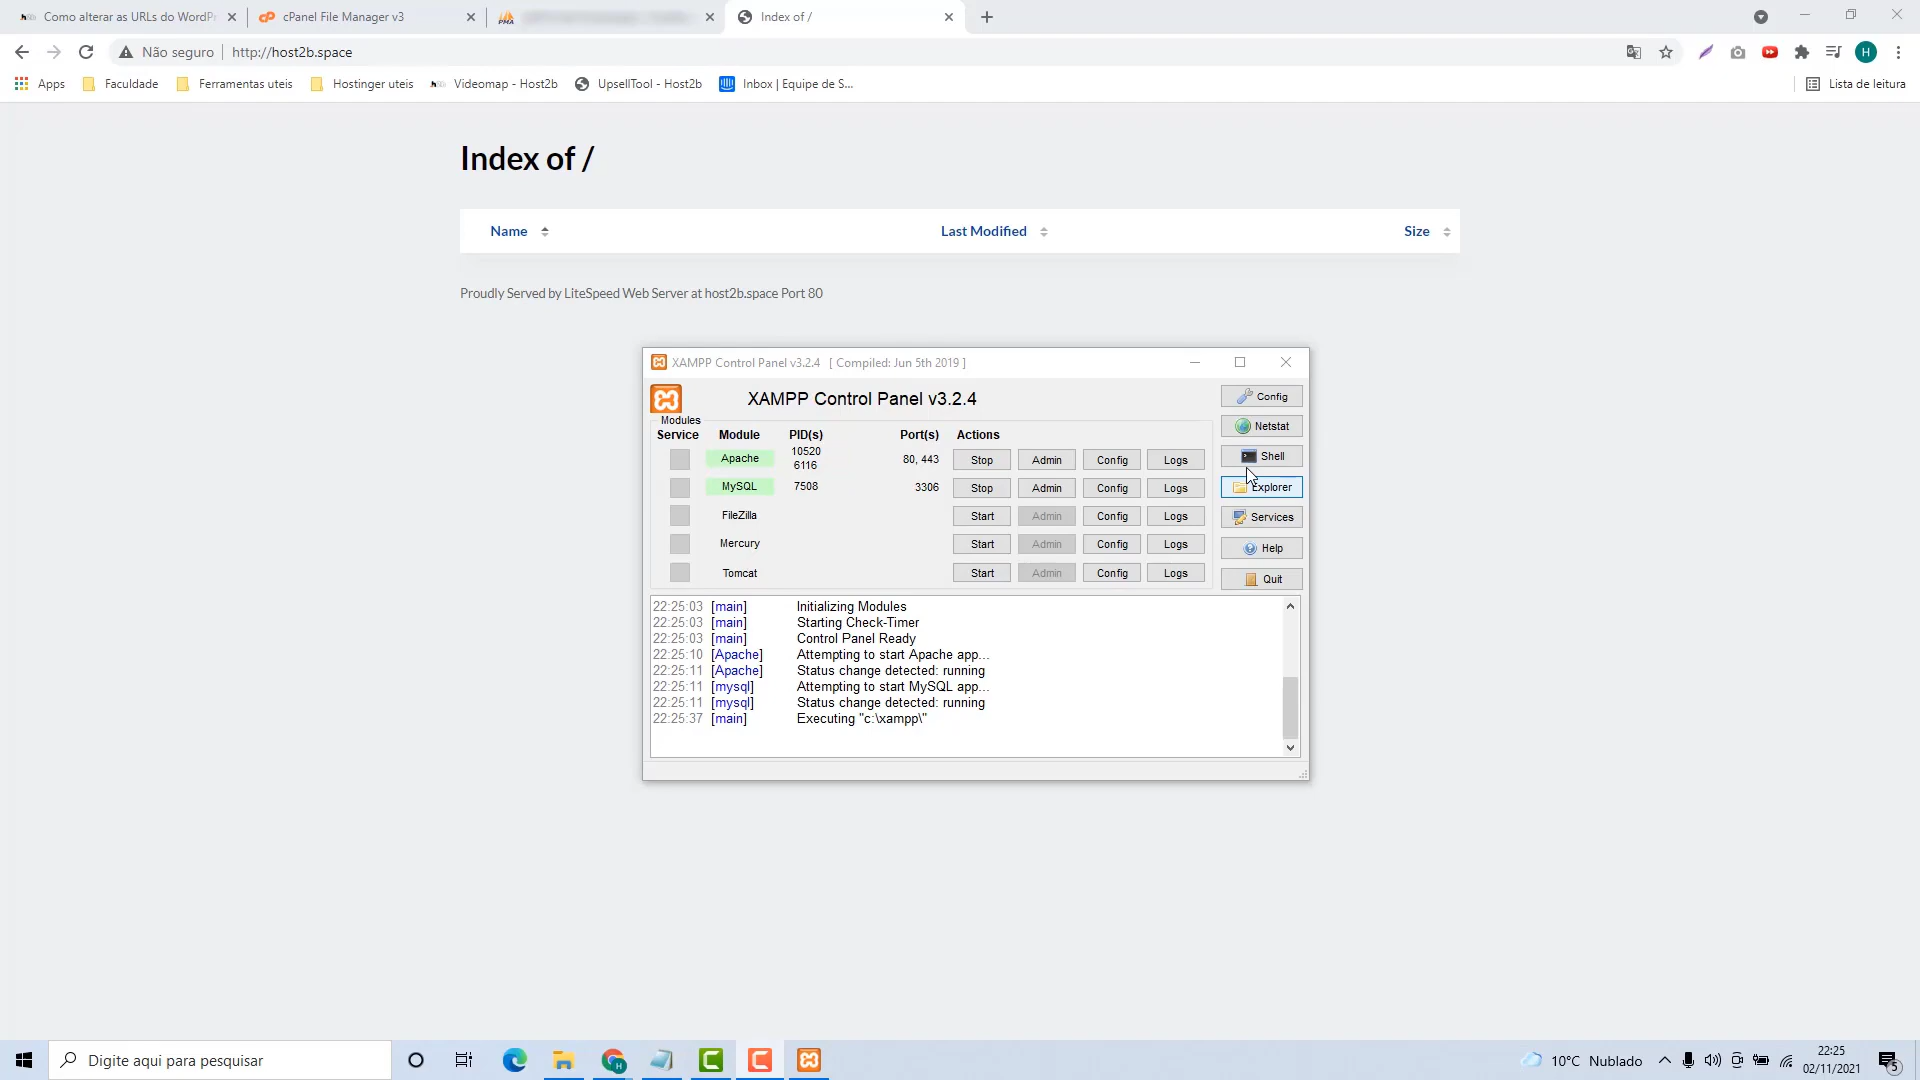 Como alterar as URLs do WordP
cPanel File Manager v3
PMA
Index of /
Não seguro
http://host2b.space
H
Apps
Faculdade
Ferramentas uteis
Hostinger uteis
Videomap - Host2b
UpsellTool - Host2b
Inbox | Equipe de S...
Lista de leitura
Index of /
Name
Last Modified
Size
Proudly Served by LiteSpeed Web Server at host2b.space Port 80
XAMPP Control Panel v3.2.4 [ Compiled: Jun 5th 2019 ]
XAMPP Control Panel v3.2.4
Config
Modules
Service Module PID(s) Port(s) Actions
Netstat
Apache 10520 6116 80, 443 Stop Admin Config Logs
Shell
MySQL 7508 3306 Stop Admin Config Logs
Explorer
FileZilla Start Admin Config Logs
Services
Mercury Start Admin Config Logs
Help
Tomcat Start Admin Config Logs
Quit
22:25:03 [main] Initializing Modules
22:25:03 [main] Starting Check-Timer
22:25:03 [main] Control Panel Ready
22:25:10 [Apache] Attempting to start Apache app...
22:25:11 [Apache] Status change detected: running
22:25:11 [mysql] Attempting to start MySQL app...
22:25:11 [mysql] Status change detected: running
22:25:37 [main] Executing "c:\xampp\"
Digite aqui para pesquisar
10°C Nublado
22:25
02/11/2021
5